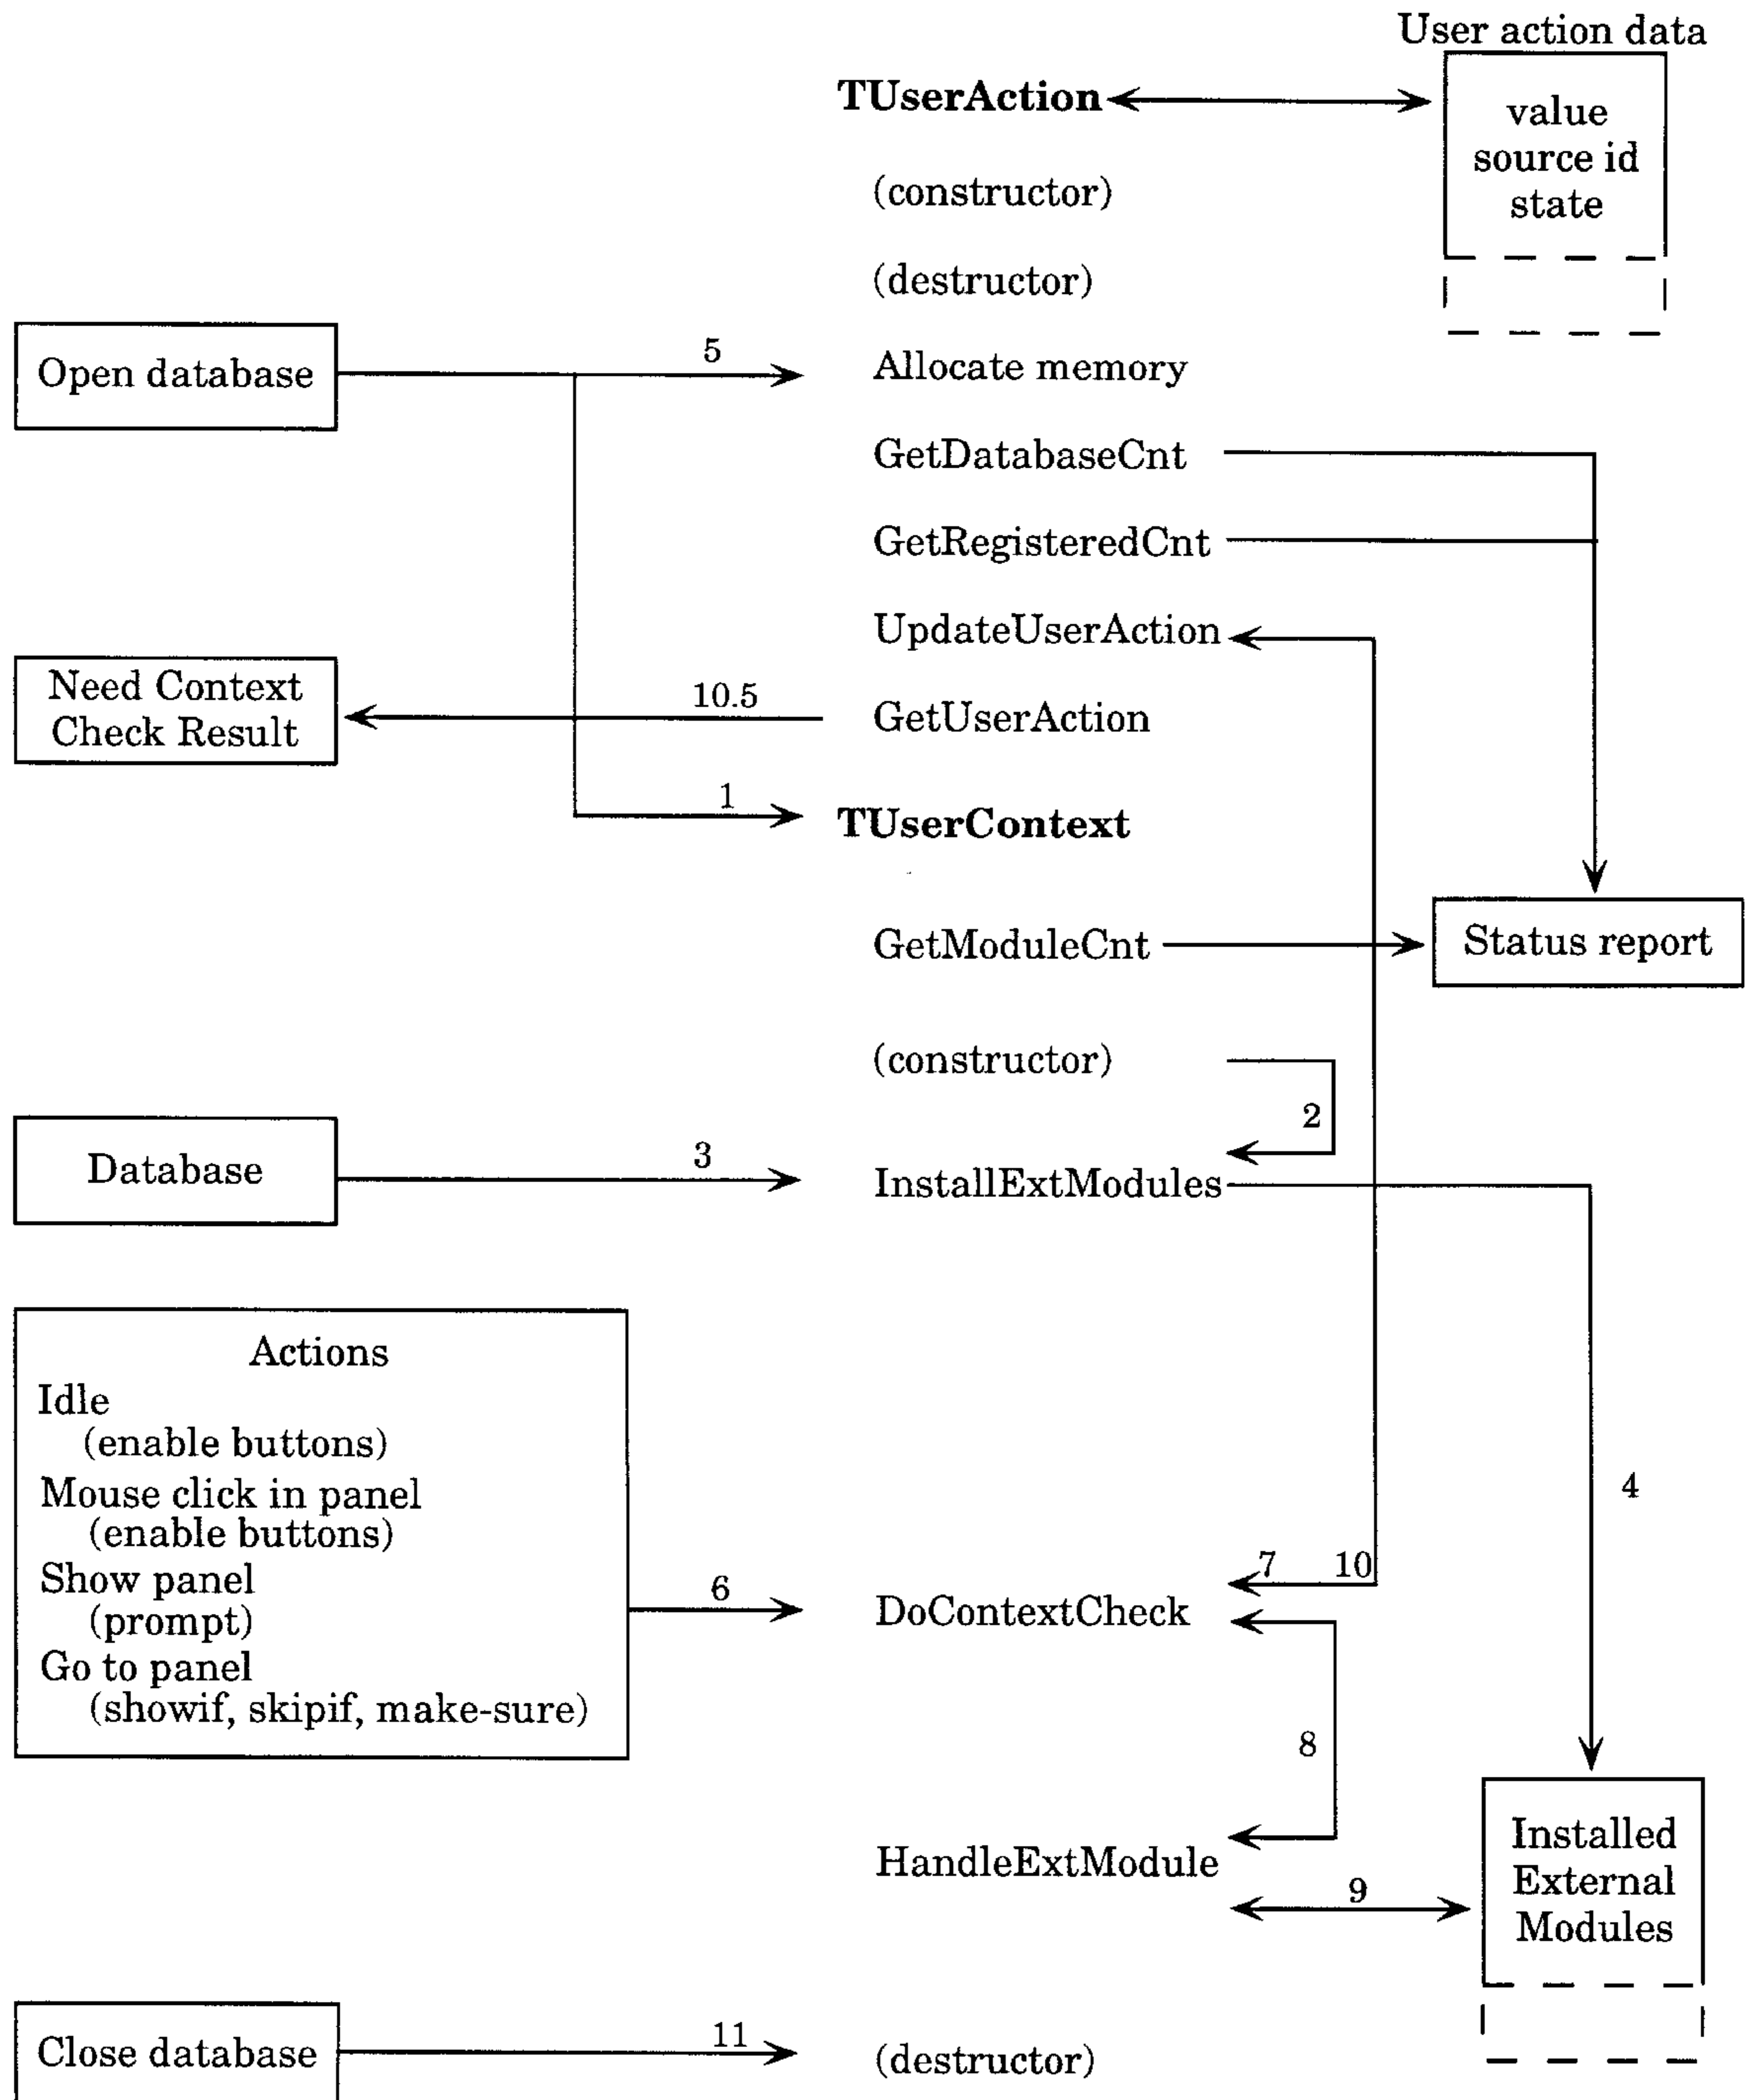 User action data
TUserAction
value
source id
state
(constructor)
(destructor)
Open database
5
Allocate memory
GetDatabaseCnt
GetRegisteredCnt
UpdateUserAction
Need Context
Check Result
10.5
GetUserAction
1
TUserContext
GetModuleCnt
Status report
(constructor)
2
Database
3
InstallExtModules
Actions
Idle
(enable buttons)
Mouse click in panel
(enable buttons)
Show panel
(prompt)
Go to panel
(showif, skipif, make-sure)
4
6
7
10
DoContextCheck
8
HandleExtModule
9
Installed
External
Modules
Close database
11
(destructor)